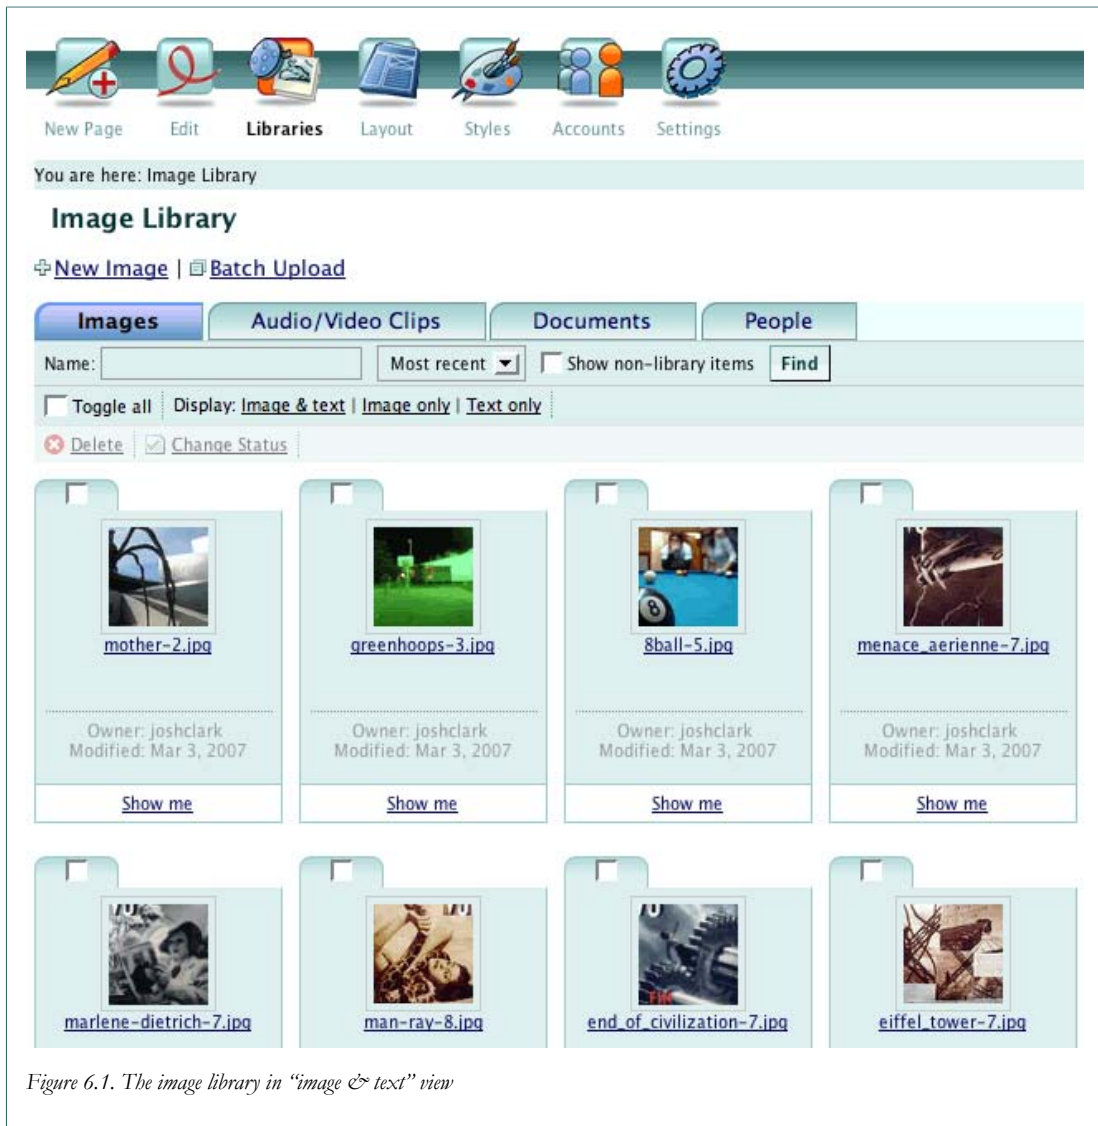 New Page Edit Libraries Layout Styles Accounts Settings
You are here: Image Library
Image Library
New Image | Batch Upload
Images Audio/Video Clips Documents People
Name: Most recent Show non-library items Find
Toggle all Display: Image & text | Image only | Text only
Delete Change Status
8
mother-2.jpg greenhoops-3.jpg 8ball-5.jpg menace_aerienne-7.jpg
Owner: joshclark Owner: joshclark Owner: joshclark Owner: joshclark
Modified: Mar 3, 2007 Modified: Mar 3, 2007 Modified: Mar 3, 2007 Modified: Mar 3, 2007
Show me Show me Show me Show me
FIN
marlene-dietrich-7.jpg man-ray-8.jpg end_of_civilization-7.jpg eiffel_tower-7.jpg
Figure 6.1. The image library in “image & text” view